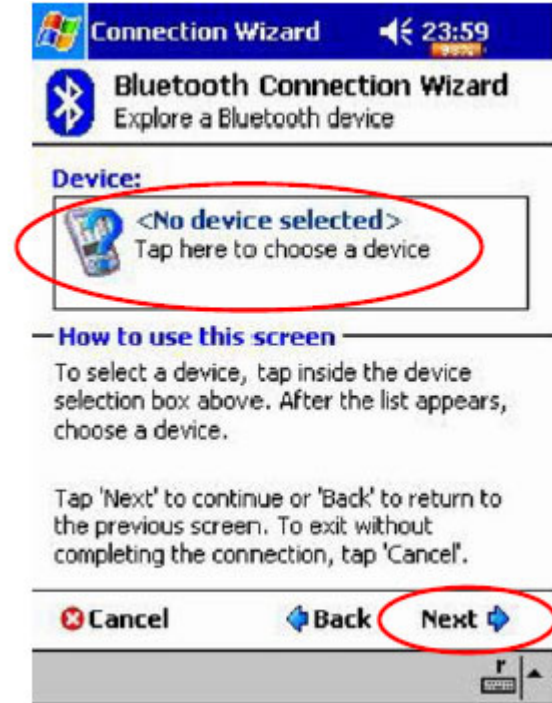 Connection Wizard 23:59
98%
Bluetooth Connection Wizard
Explore a Bluetooth device
Device:
<No device selected>
Tap here to choose a device
How to use this screen
To select a device, tap inside the device
selection box above. After the list appears,
choose a device.
Tap 'Next' to continue or 'Back' to return to
the previous screen. To exit without
completing the connection, tap 'Cancel'.
Cancel Back Next
r